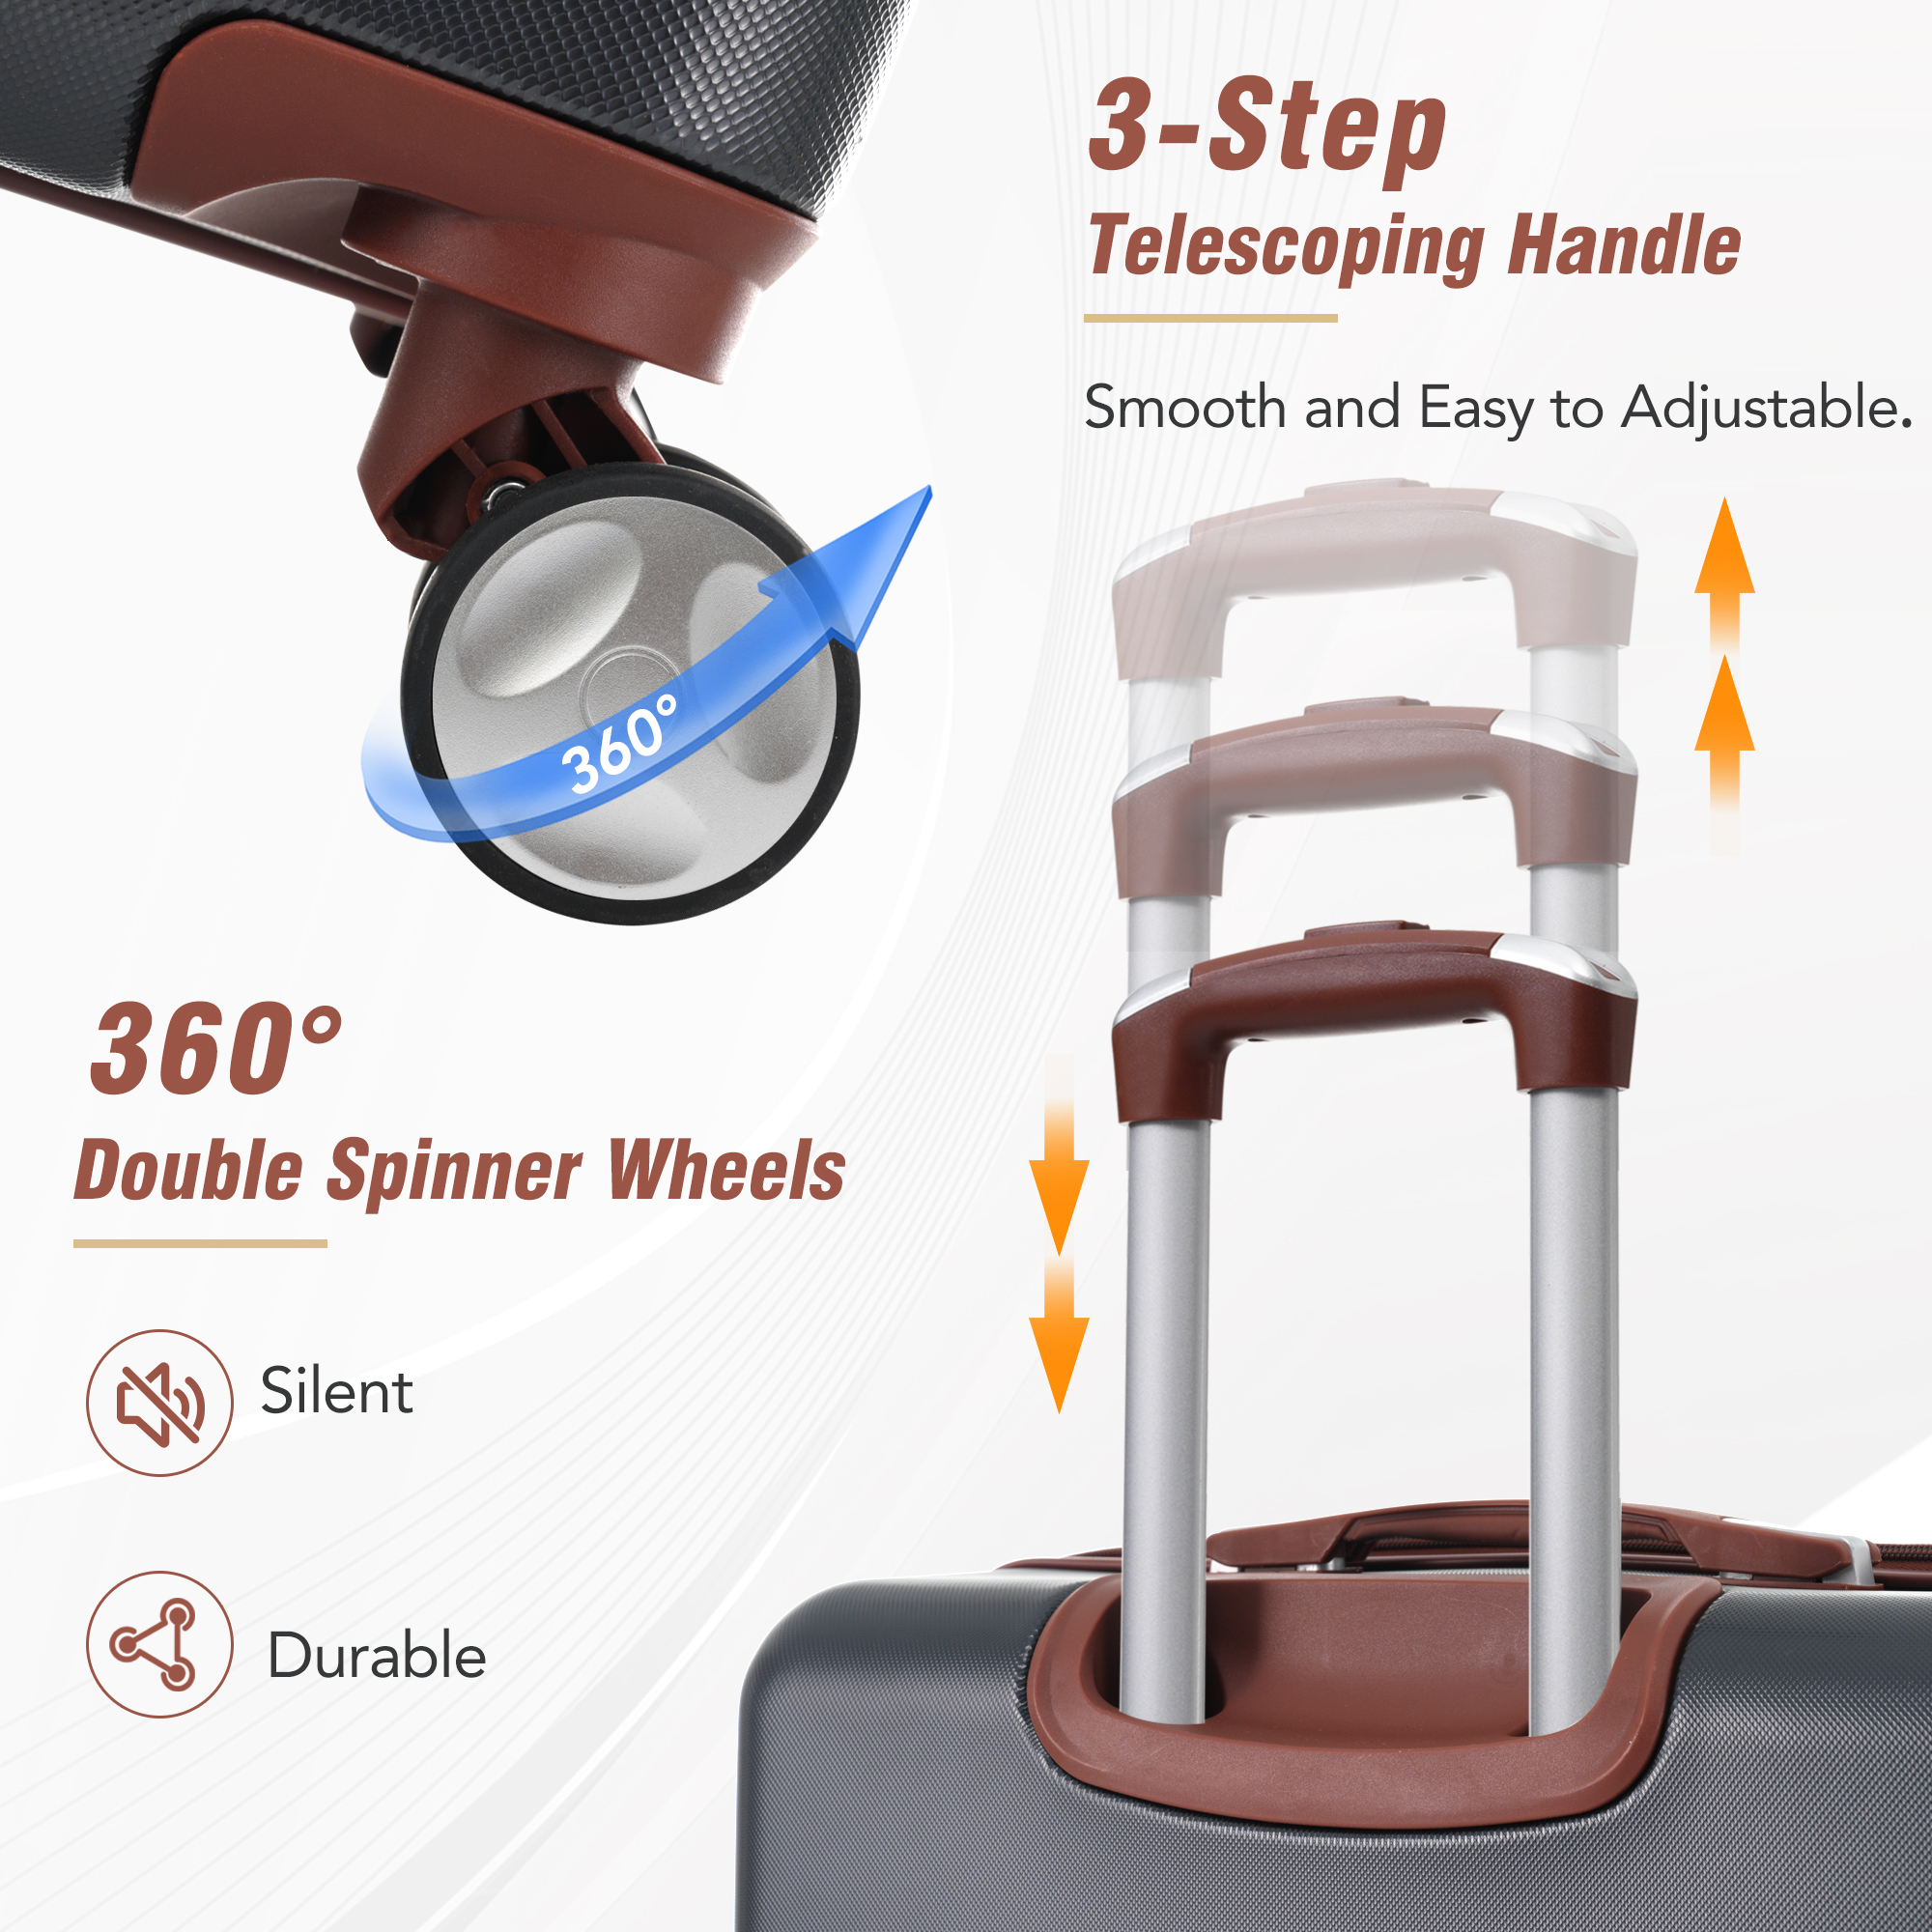 3-Step
Telescoping Handle
Smooth and Easy to Adjustable.
360°
360°
Double Spinner Wheels
Silent
Durable